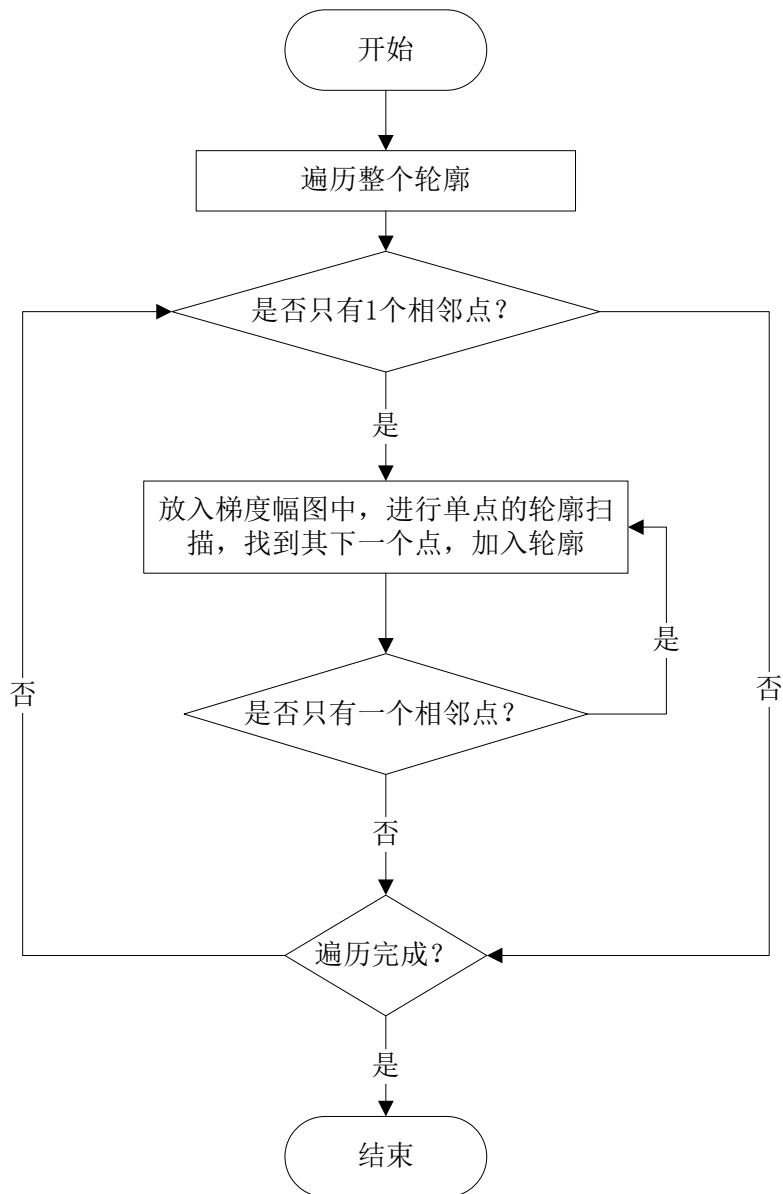 开始
遍历整个轮廓
是否只有1个相邻点？
是
放入梯度幅图中，进行单点的轮廓扫
描，找到其下一个点，加入轮廓
是
否
否
是否只有一个相邻点？
否
遍历完成？
是
结束